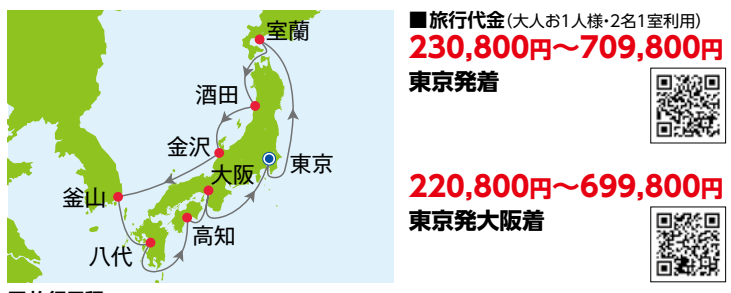 室蘭
酒田
金沢
東京
大阪
釜山
高知
八代
■旅行代金(大人お1人様・2名1室利用)
230,800円〜709,800円
東京発着
220,800円〜699,800円
東京発大阪着